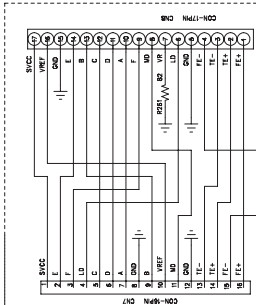 CON-17PIN CN8
17 16 15 14 13 12 11 10 9 8 7 6 5 4 3 2 1
SVCC
VREF
GND
E
B
C
D
A
F
MD
VR
LD
GND
FE-
TE-
TE+
FE+
R261 82
SVCC
E
F
LD
C
D
A
GND
B
VREF
MD
GND
TE-
TE+
FE-
FE+
1
2
3
4
5
6
7
8
9
10
11
12
13
14
15
16
CON-16PIN CN7